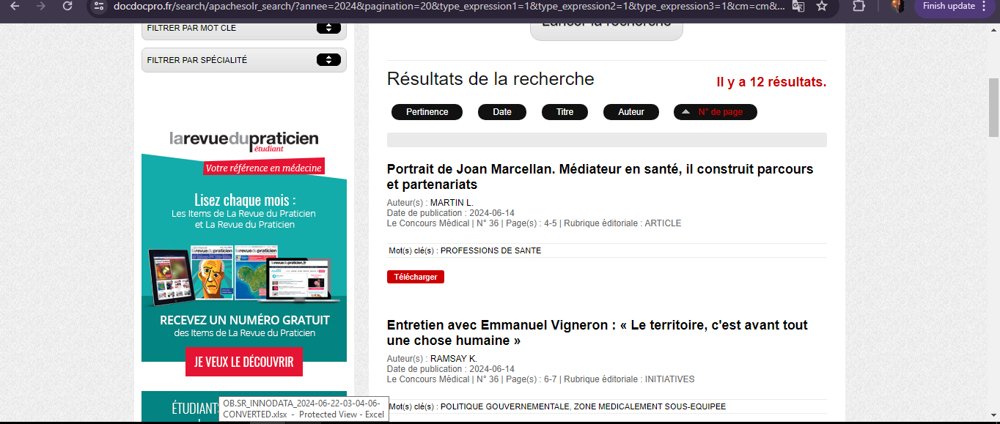 docdocpro.fr/search/apachesolr_search/?annee=2024&pagination=20&type_expression1=1&type_expression2=1&type_expression3=1&cm=cm&...
Finish update
FILTRER PAR MOT CLE
FILTRER PAR SPÉCIALITÉ
larevuedupraticien
étudiant
Votre référence en médecine
Lisez chaque mois :
Les Items de La Revue du Praticien
et La Revue du Praticien
RECEVEZ UN NUMÉRO GRATUIT
des Items de La Revue du Praticien
JE VEUX LE DÉCOUVRIR
ÉTUDIANTS
OB.SR_INNODATA_2024-06-22-03-04-06-
CONVERTED.xlsx - Protected View - Excel
Lancer la recherche
Résultats de la recherche
Il y a 12 résultats.
Pertinence
Date
Titre
Auteur
N° de page
Portrait de Joan Marcellan. Médiateur en santé, il construit parcours
et partenariats
Auteur(s) : MARTIN L.
Date de publication : 2024-06-14
Le Concours Médical | N° 36 | Page(s) : 4-5 | Rubrique éditoriale : ARTICLE
Mot(s) clé(s) : PROFESSIONS DE SANTE
Télécharger
Entretien avec Emmanuel Vigneron : « Le territoire, c'est avant tout
une chose humaine »
Auteur(s) : RAMSAY K.
Date de publication : 2024-06-14
Le Concours Médical | N° 36 | Page(s) : 6-7 | Rubrique éditoriale : INITIATIVES
Mot(s) clé(s) : POLITIQUE GOUVERNEMENTALE, ZONE MEDICALEMENT SOUS-EQUIPEE